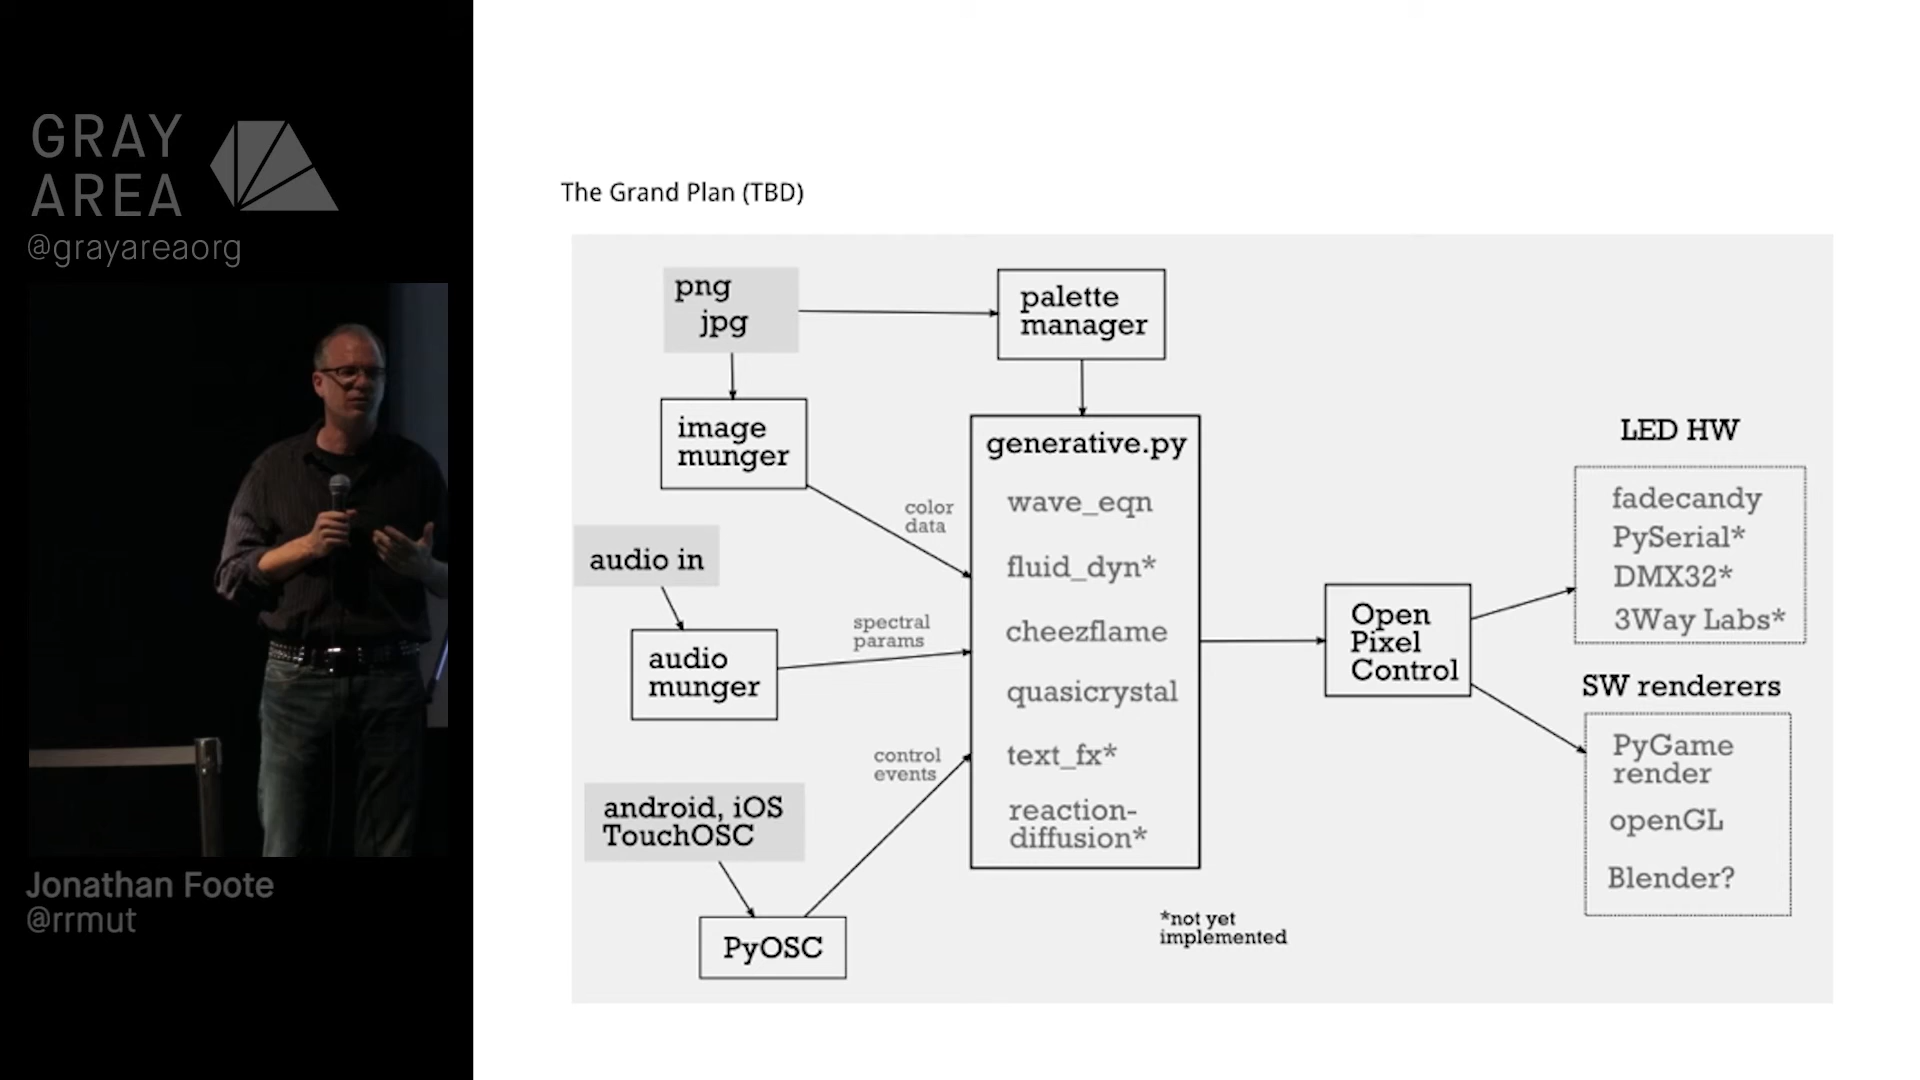 GRAY
AREA
@grayareaorg
Jonathan Foote
@rrmut
The Grand Plan (TBD)
png
jpg
palette
manager
image
munger
color
data
audio in
audio
munger
spectral
params
android, iOS
TouchOSC
control
events
PyOSC
generative.py
wave_eqn
fluid_dyn*
cheezflame
quasicrystal
text_fx*
reaction-
diffusion*
*not yet
implemented
Open
Pixel
Control
LED HW
fadecandy
PySerial*
DMX32*
3Way Labs*
SW renderers
PyGame
render
openGL
Blender?